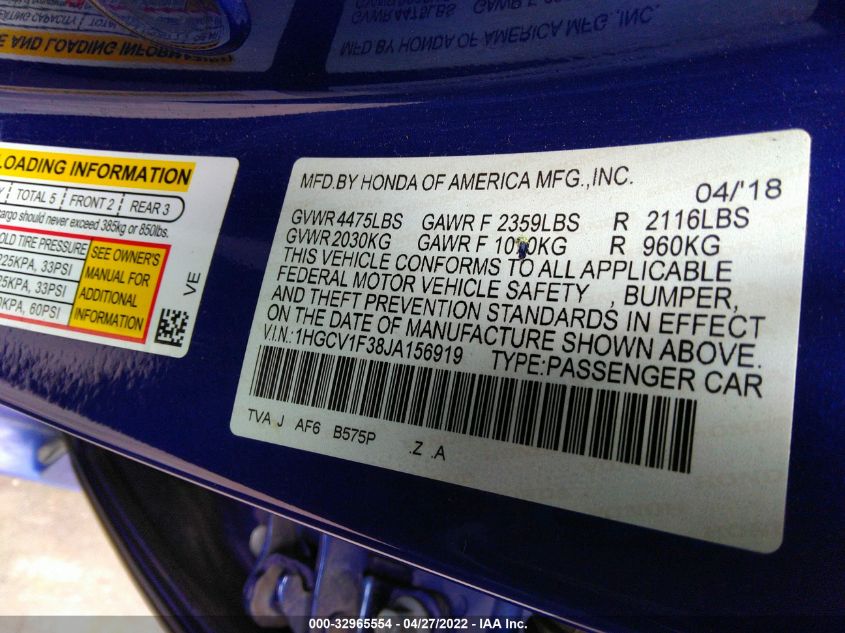 MFD BY HONDA OF AMERICA MFG., INC.
LOADING INFORMATION
TOTAL 5 FRONT 2 REAR 3
cargo should never exceed 385kg or 850lbs.
COLD TIRE PRESSURE
225KPA, 33PSI
225KPA, 33PSI
KPA, 60PSI
SEE OWNER'S
MANUAL FOR
ADDITIONAL
INFORMATION
VE
MFD.BY HONDA OF AMERICA MFG.,INC.
04/'18
GVWR 4475LBS GAWR F 2359LBS R 2116LBS
GVWR 2030KG GAWR F KG R 960KG
THIS VEHICLE CONFORMS TO ALL APPLICABLE
FEDERAL MOTOR VEHICLE SAFETY , BUMPER,
AND THEFT PREVENTION STANDARDS IN EFFECT
ON THE DATE OF MANUFACTURE SHOWN ABOVE.
V.I.N.:1HGCV1F38JA156919 TYPE:PASSENGER CAR
TVA J AF6 B575P .Z .A
000-32965554 - 04/27/2022 - IAA Inc.